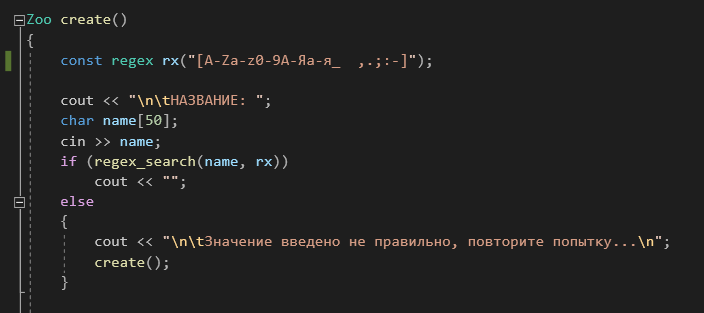 Zoo create()
{
const regex rx("[A-Za-z0-9А-Яа-я_  ,.;:-]");
cout << "\n\tНАЗВАНИЕ: ";
char name[50];
cin >> name;
if (regex_search(name, rx))
cout << "";
else
{
cout << "\n\tЗначение введено не правильно, повторите попытку...\n";
create();
}